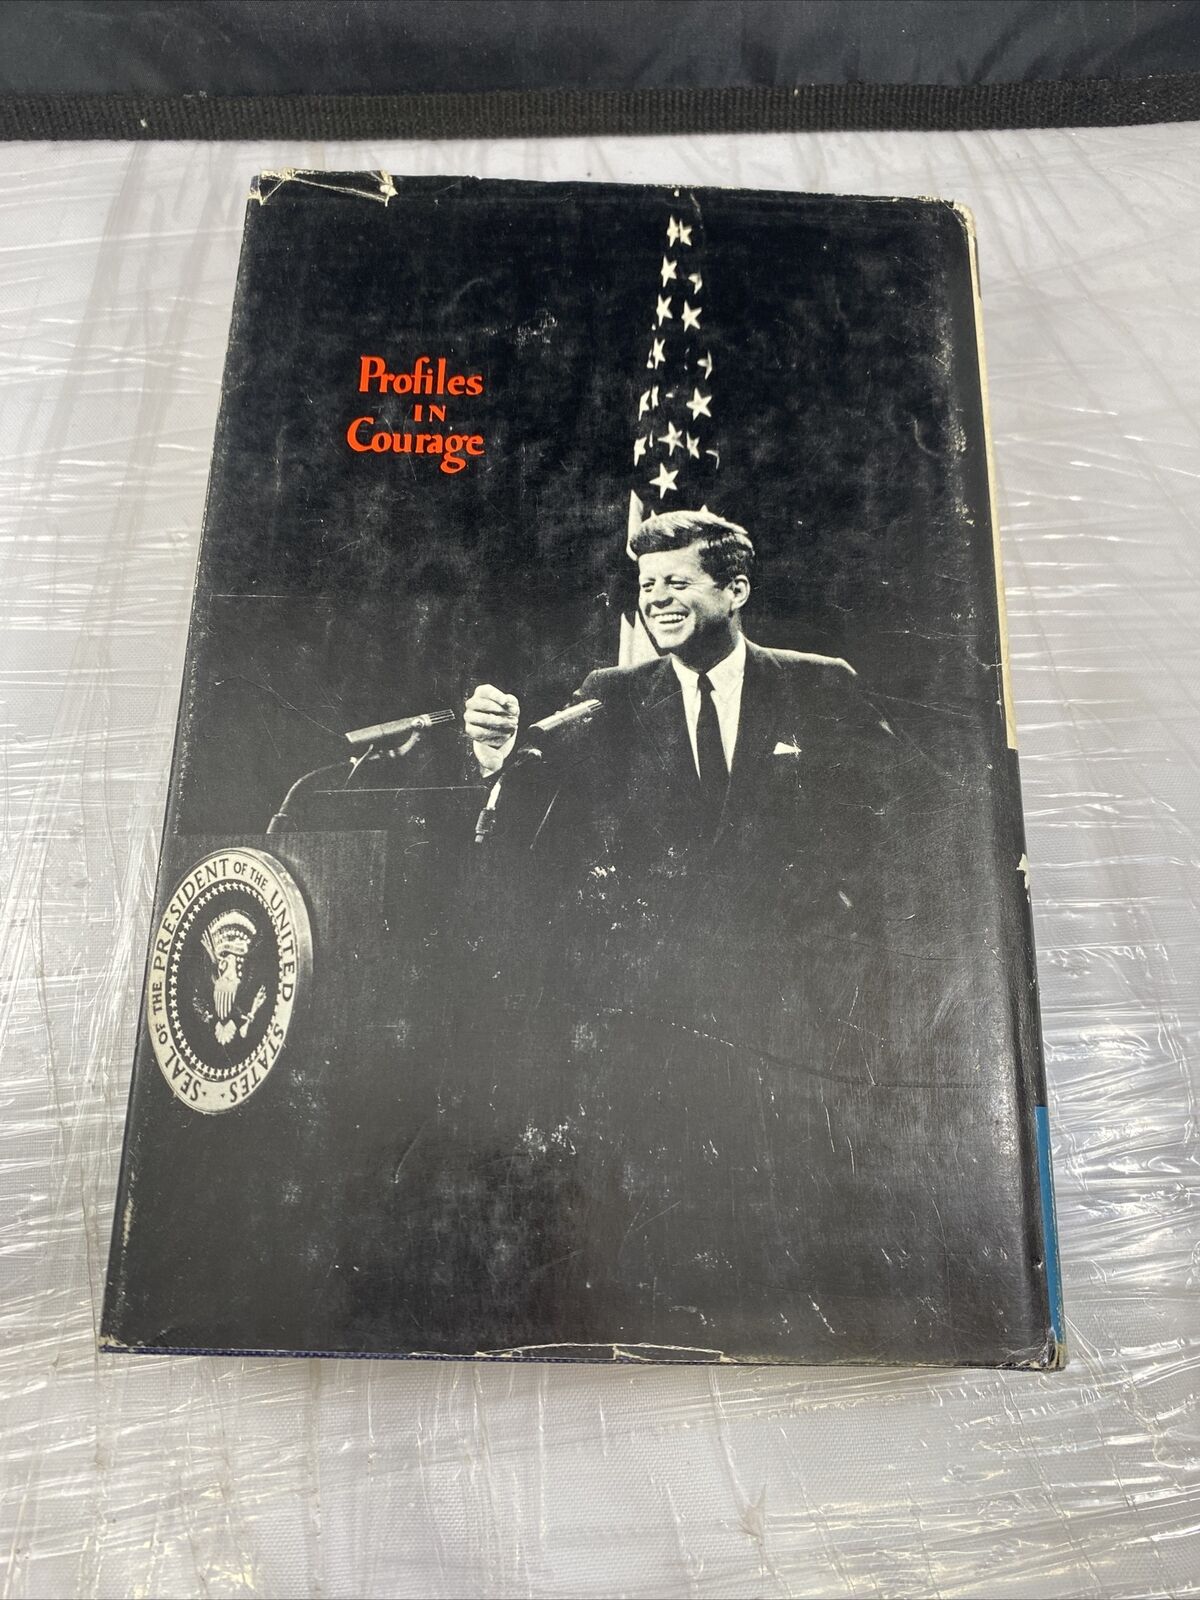 Profiles
IN
Courage
SEAL OF THE PRESIDENT OF THE UNITED STATES